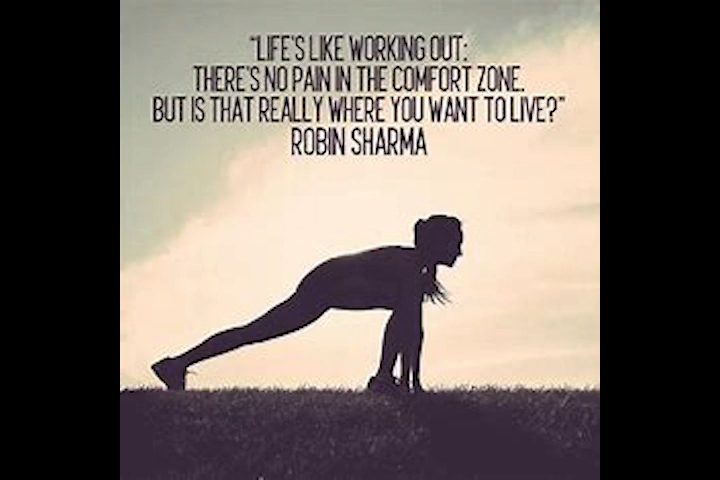 "LIFE'S LIKE WORKING OUT:
THERE'S NO PAIN IN THE COMFORT ZONE.
BUT IS THAT REALLY WHERE YOU WANT TO LIVE?"
ROBIN SHARMA